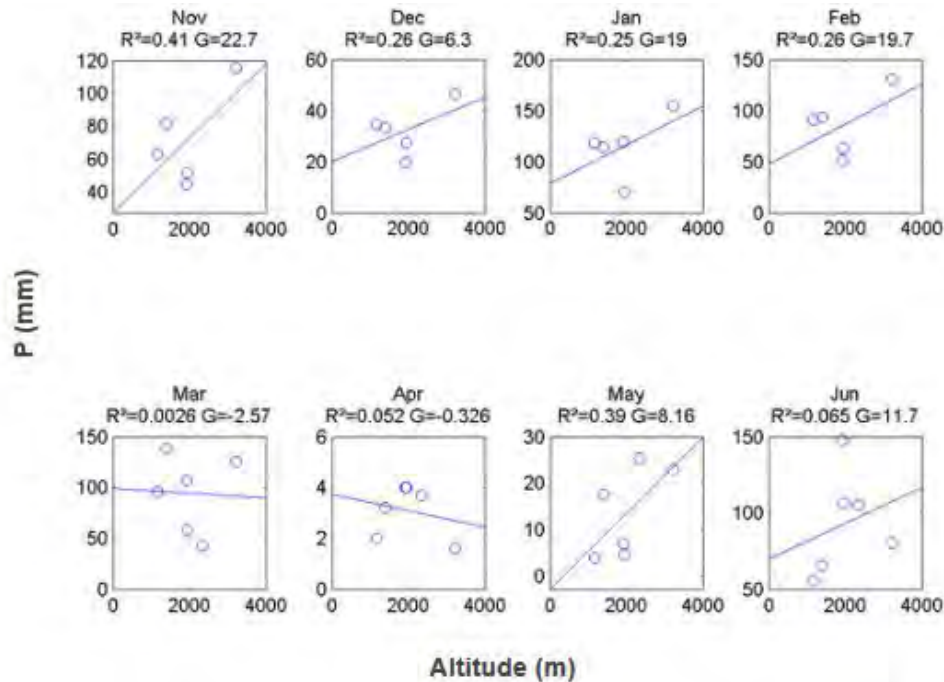 Nov
R²=0.41 G=22.7
Dec
R²=0.26 G=6.3
Jan
R²=0.25 G=19
Feb
R²=0.26 G=19.7
120
100
80
60
40
0 2000 4000
60
40
20
0
0 2000 4000
200
150
100
50
0 2000 4000
150
100
50
0
0 2000 4000
P (mm)
Mar
R²=0.0026 G=-2.57
Apr
R²=0.052 G=-0.326
May
R²=0.39 G=8.16
Jun
R²=0.065 G=11.7
150
100
50
0
0 2000 4000
6
4
2
0
0 2000 4000
30
20
10
0
0 2000 4000
150
100
50
0 2000 4000
Altitude (m)